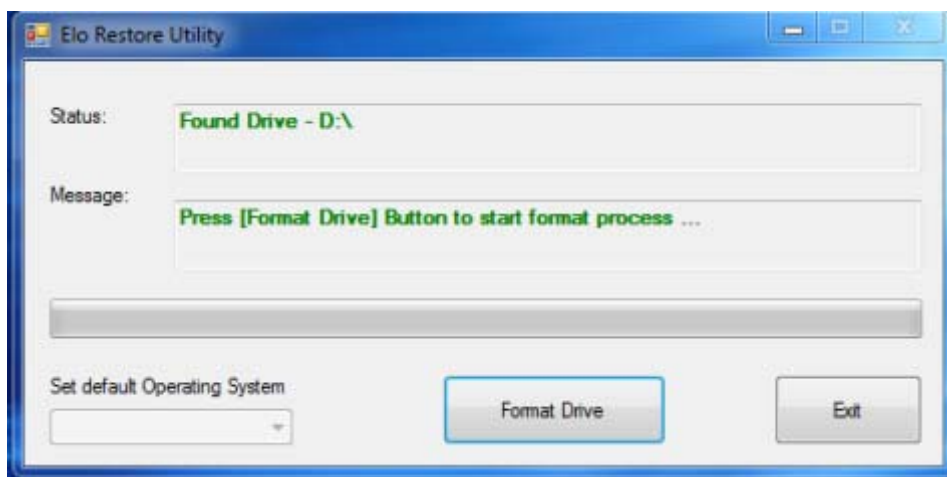 Elo Restore Utility
Status:
Found Drive - D:\
Message:
Press [Format Drive] Button to start format process ...
Set default Operating System
Format Drive
Exit